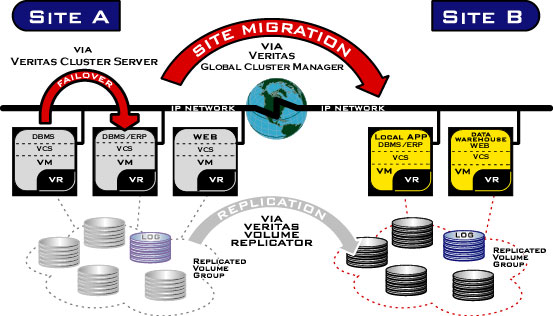 SITE A
SITE B
VIA
VERITAS CLUSTER SERVER
FAILOVER
SITE MIGRATION
VIA
VERITAS
GLOBAL CLUSTER MANAGER
IP NETWORK
IP NETWORK
DBMS
VCS
VM
VR
DBMS/ERP
VCS
VM
VR
WEB
VCS
VM
VR
LOCAL APP
DBMS/ERP
VCS
VM
VR
DATA
WAREHOUSE
WEB
VCS
VM
VR
REPLICATION
VIA
VERITAS
VOLUME
REPLICATOR
LOG
REPLICATED
VOLUME
GROUP
LOG
REPLICATED
VOLUME
GROUP